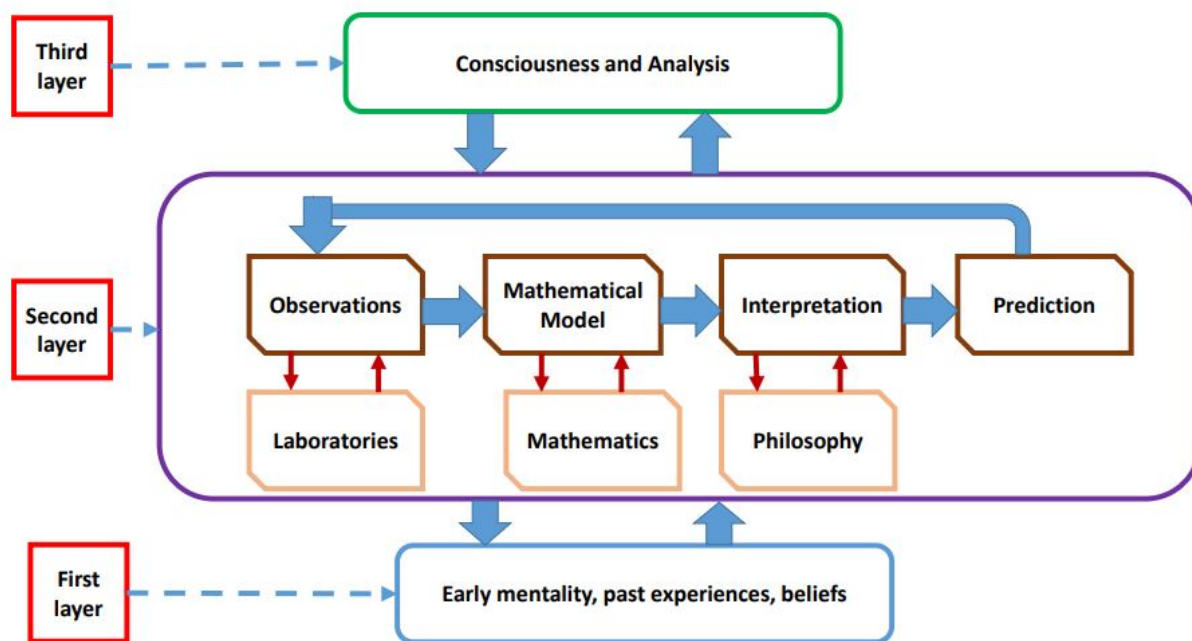 Third
layer
Consciousness and Analysis
Second
layer
Observations
Mathematical
Model
Interpretation
Prediction
Laboratories
Mathematics
Philosophy
First
layer
Early mentality, past experiences, beliefs